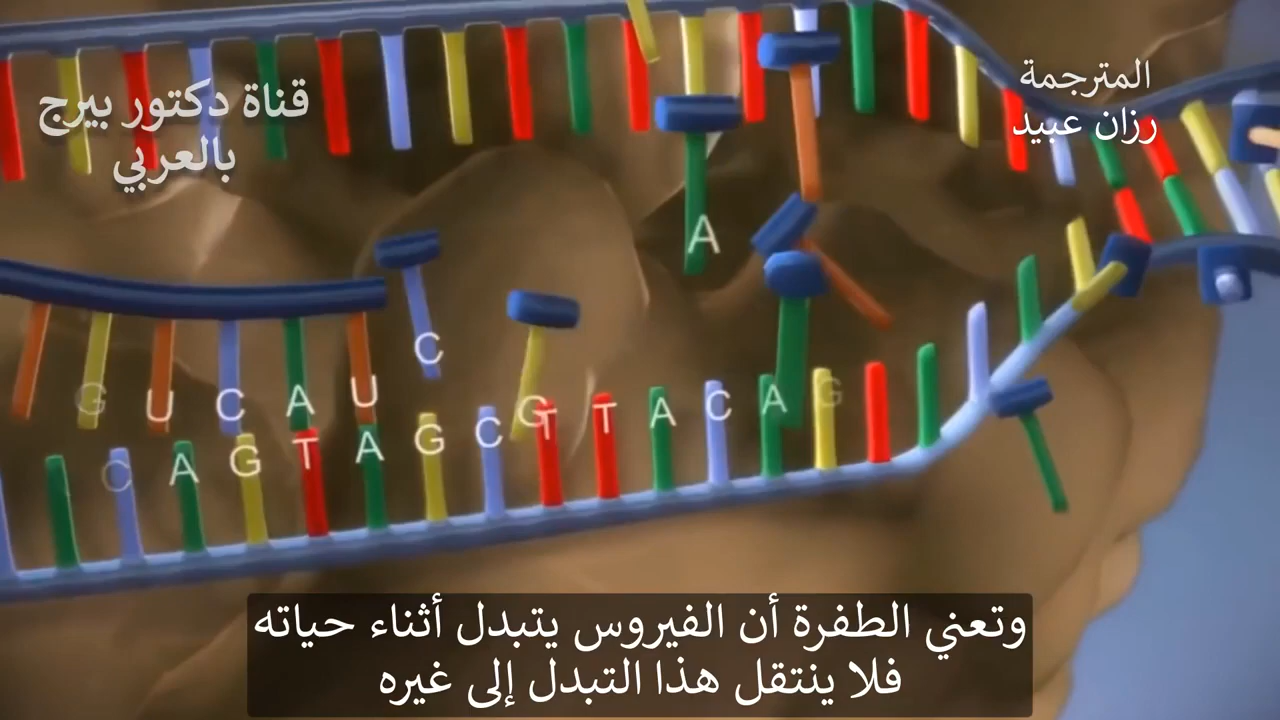 قناة دكتور بيرج
بالعربي
المترجمة
رزان عبيد
A
C
G
G U C A U
C A G T A G C T T A C A G
وتعني الطفرة أن الفيروس يتبدل أثناء حياته
فلا ينتقل هذا التبدل إلى غيره